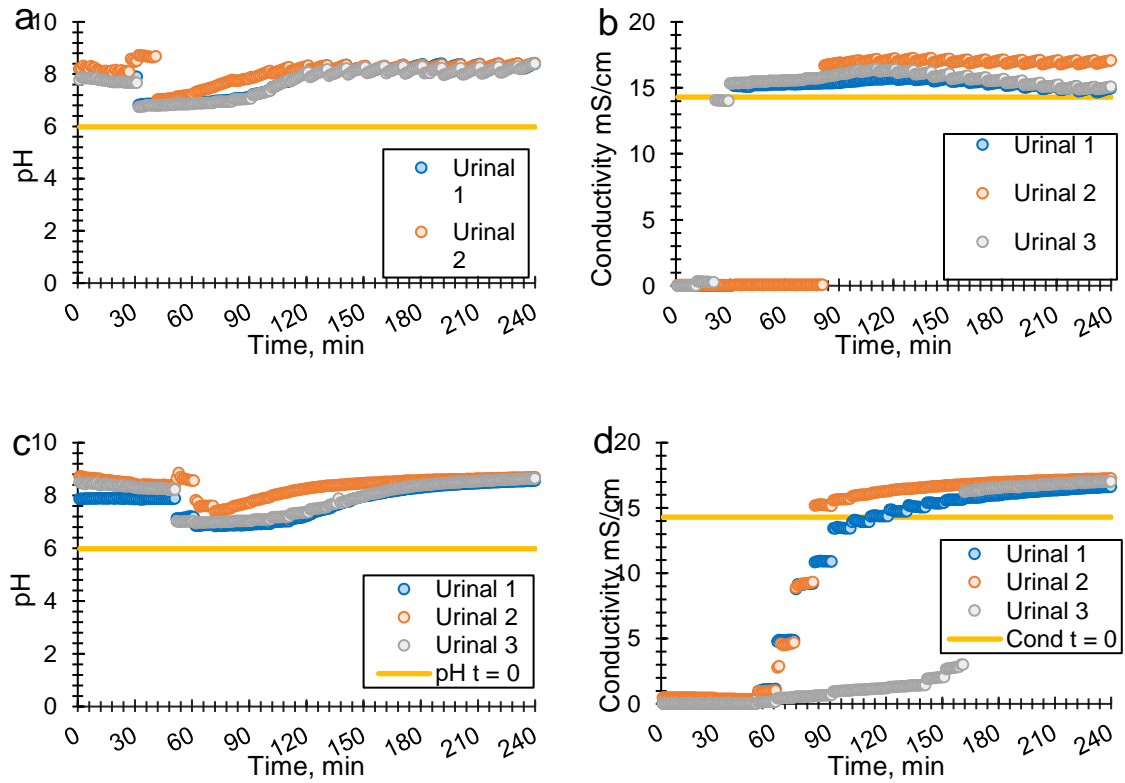 a
10
8
6
4
2
0
pH
0 30 60 90 120 150 180 210 240
Time, min
Urinal
1
Urinal
2
b
20
15
10
5
0
Conductivity mS/cm
0 30 60 90 120 150 180 210 240
Time, min
Urinal 1
Urinal 2
Urinal 3
c
10
8
6
4
2
0
pH
0 30 60 90 120 150 180 210 240
Time, min
Urinal 1
Urinal 2
Urinal 3
pH t = 0
d
20
15
10
5
0
Conductivity mS/cm
0 30 60 90 120 150 180 210 240
Time, min
Urinal 1
Urinal 2
Urinal 3
Cond t = 0